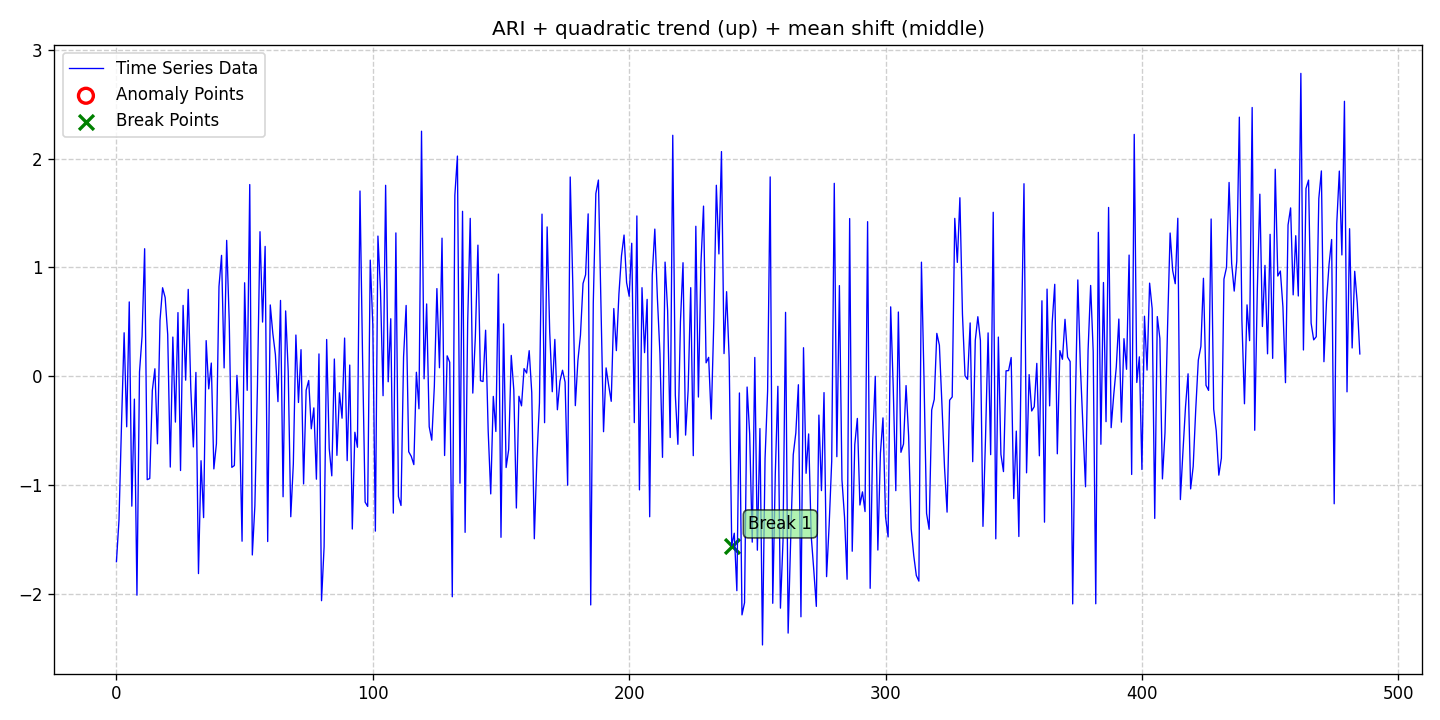 ARI + quadratic trend (up) + mean shift (middle)
Time Series Data
Anomaly Points
Break Points
Break 1
3
2
1
0
−1
−2
0
100
200
300
400
500